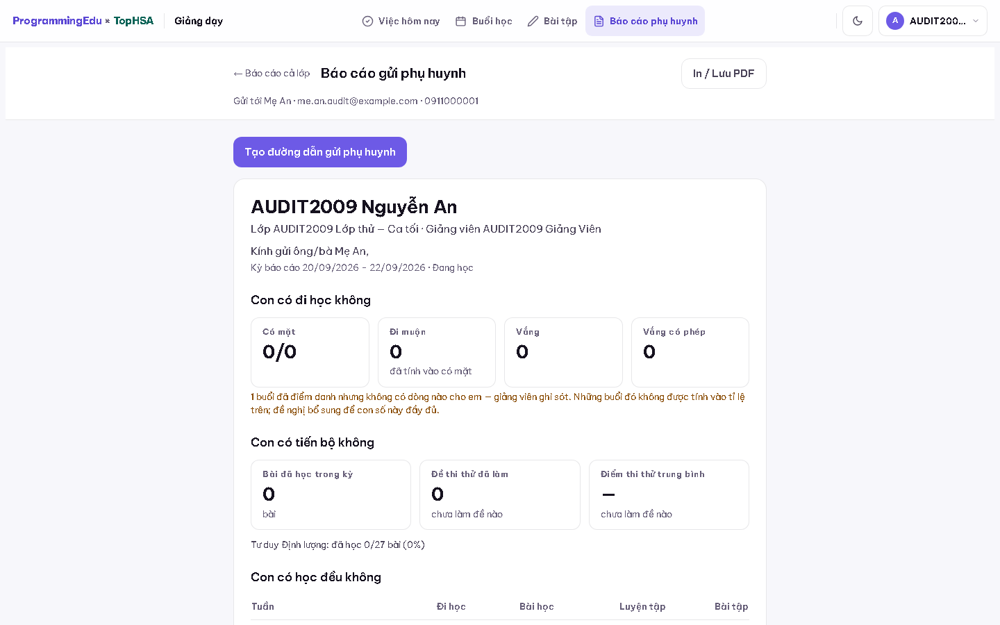 ProgrammingEdu × TopHSA
Giảng dạy
Việc hôm nay
Buổi học
Bài tập
Báo cáo phụ huynh
A
AUDIT200...
← Báo cáo cả lớp
Báo cáo gửi phụ huynh
In / Lưu PDF
Gửi tới Mẹ An · me.an.audit@example.com · 0911000001
Tạo đường dẫn gửi phụ huynh
AUDIT2009 Nguyễn An
Lớp AUDIT2009 Lớp thử — Ca tối · Giảng viên AUDIT2009 Giảng Viên
Kính gửi ông/bà Mẹ An,
Kỳ báo cáo 20/09/2026 – 22/09/2026 · Đang học
Con có đi học không
Có mặt
0/0
Đi muộn
0
đã tính vào có mặt
Vắng
0
Vắng có phép
0
1 buổi đã điểm danh nhưng không có dòng nào cho em — giảng viên ghi sót. Những buổi đó không được tính vào tỉ lệ
trên; đề nghị bổ sung để con số này đầy đủ.
Con có tiến bộ không
Bài đã học trong kỳ
0
bài
Đề thi thử đã làm
0
chưa làm đề nào
Điểm thi thử trung bình
—
chưa làm đề nào
Tư duy Định lượng: đã học 0/27 bài (0%)
Con có học đều không
Tuần
Đi học
Bài học
Luyện tập
Bài tập